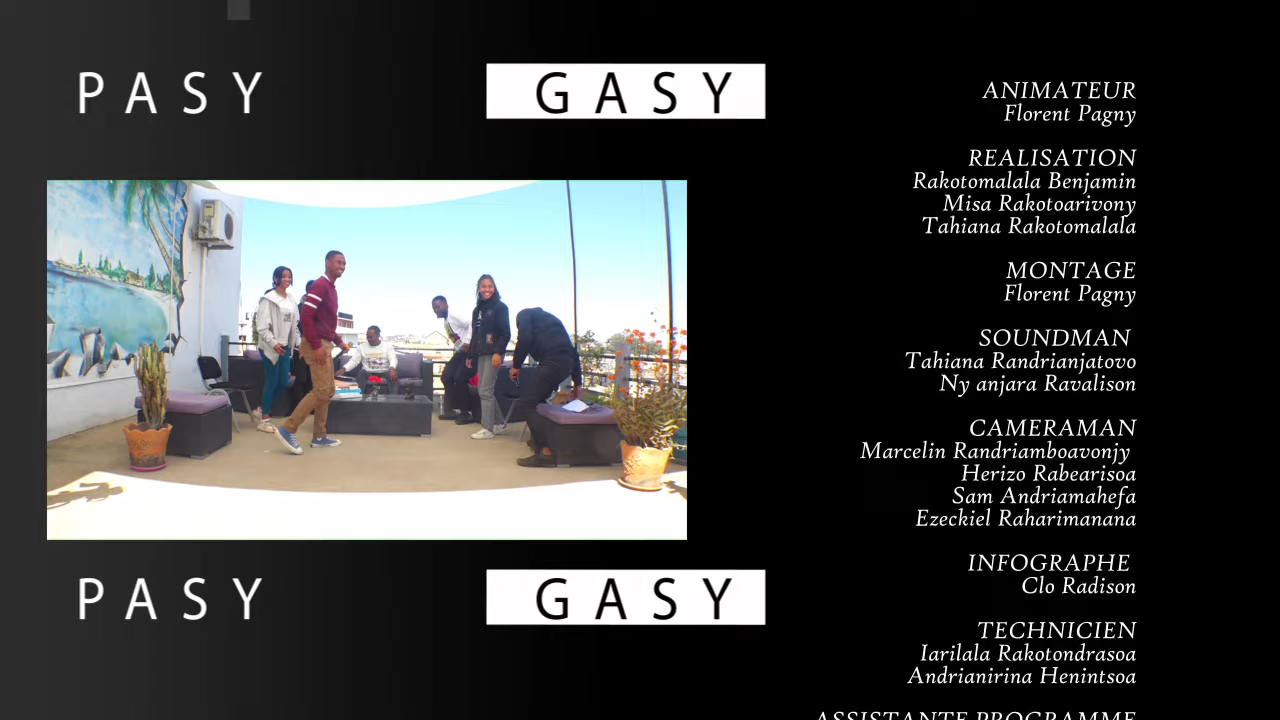 PASY GASY
PASY GASY
ANIMATEUR
Florent Pagny
REALISATION
Rakotomalala Benjamin
Misa Rakotoarivony
Tahiana Rakotomalala
MONTAGE
Florent Pagny
SOUNDMAN
Tahiana Randrianjatovo
Ny anjara Ravalison
CAMERAMAN
Marcelin Randriamboavonjy
Herizo Rabearisoa
Sam Andriamahefa
Ezeckiel Raharimanana
INFOGRAPHE
Clo Radison
TECHNICIEN
Iarilala Rakotondrasoa
Andrianirina Henintsoa
ASSISTANTE PROGRAMME